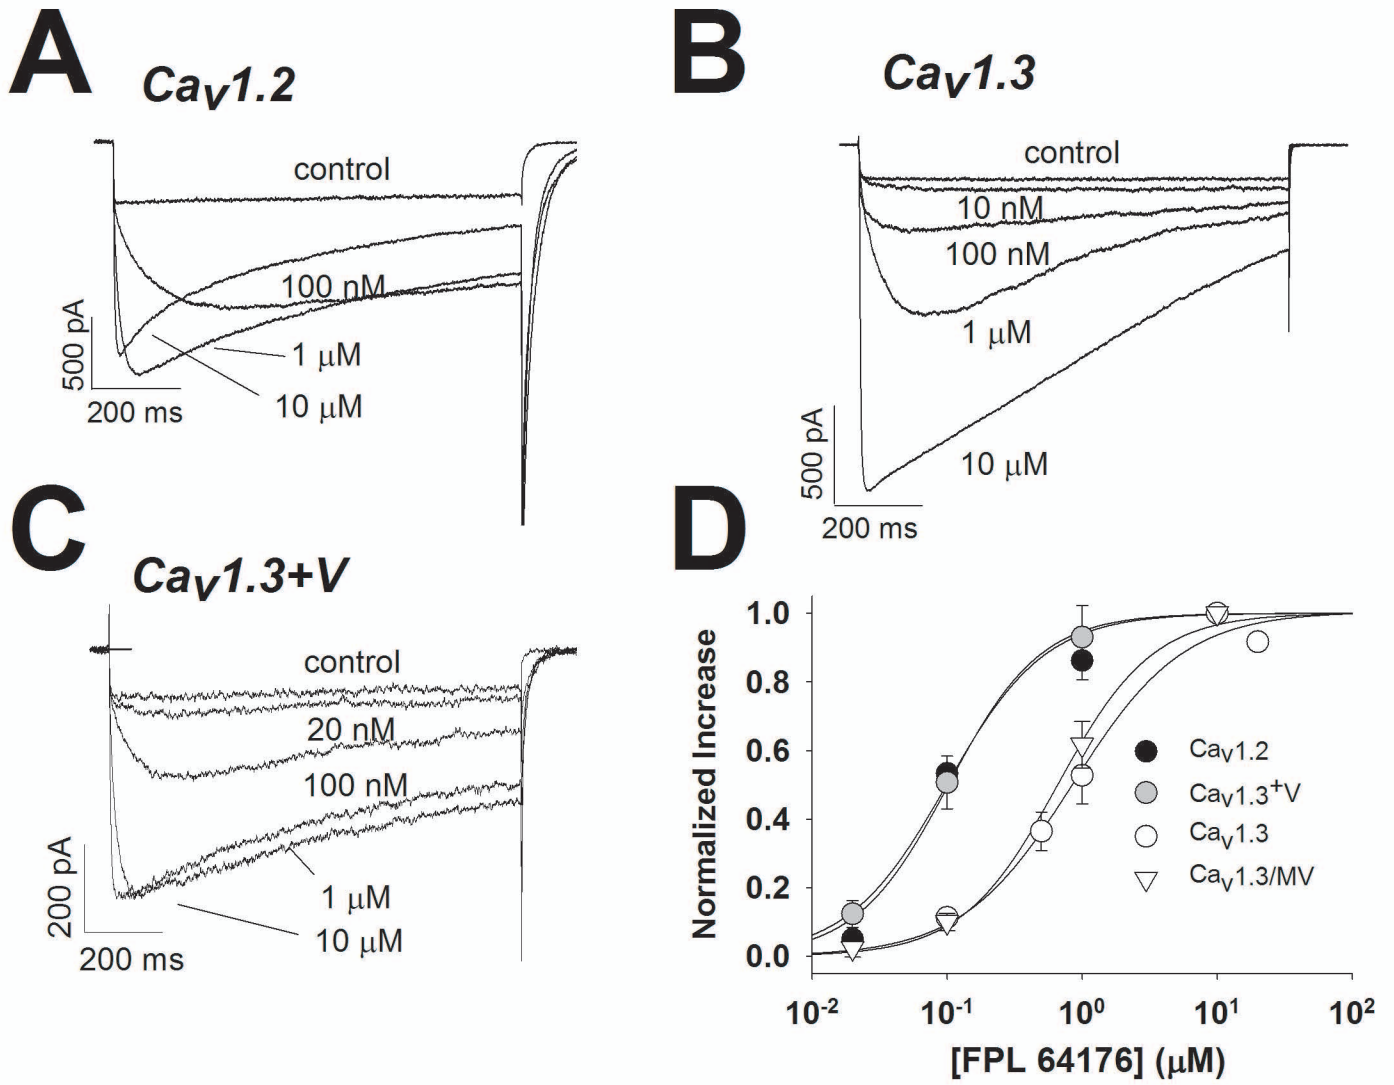 A
Cav1.2
control
100 nM
1 μM
10 μM
500 pA
200 ms
B
Cav1.3
control
10 nM
100 nM
1 μM
10 μM
500 pA
200 ms
C
Cav1.3+V
control
20 nM
100 nM
1 μM
10 μM
200 pA
200 ms
D
Normalized Increase
1.0
0.8
0.6
0.4
0.2
0.0
Cav1.2
Cav1.3⁺V
Cav1.3
Cav1.3/MV
10⁻² 10⁻¹ 10⁰ 10¹ 10²
[FPL 64176] (μM)